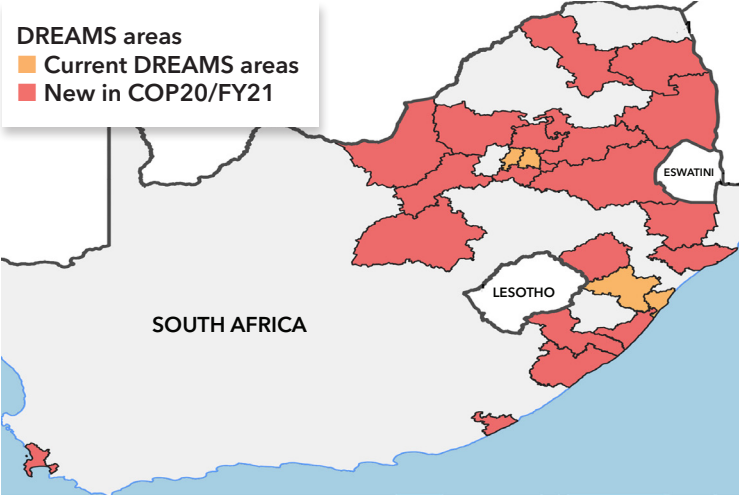 DREAMS areas
Current DREAMS areas
New in COP20/FY21
ESWATINI
LESOTHO
SOUTH AFRICA